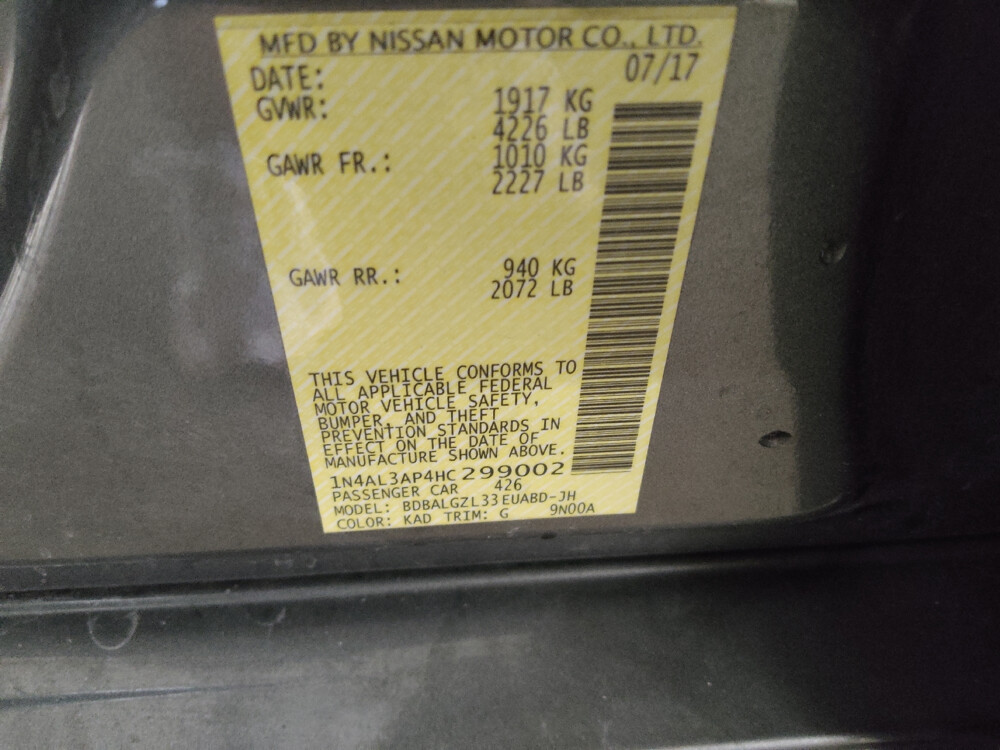 MFD BY NISSAN MOTOR CO., LTD.
DATE: 07/17
GVWR: 1917 KG
4226 LB
GAWR FR.: 1010 KG
2227 LB
GAWR RR.: 940 KG
2072 LB
THIS VEHICLE CONFORMS TO
ALL APPLICABLE FEDERAL
MOTOR VEHICLE SAFETY,
BUMPER, AND THEFT
PREVENTION STANDARDS IN
EFFECT ON THE DATE OF
MANUFACTURE SHOWN ABOVE.
1N4AL3AP4HC299002
PASSENGER CAR 426
MODEL: BDBALGZL33EUABD-JH
COLOR: KAD TRIM: G 9N00A